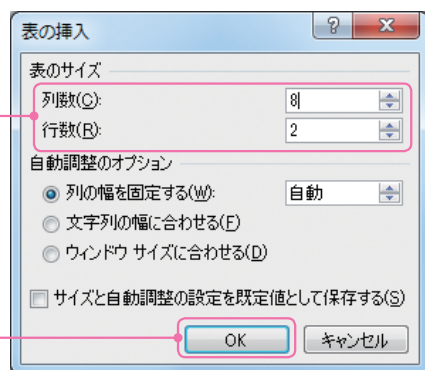 表の挿入
表のサイズ
列数(C): 8
行数(R): 2
自動調整のオプション
列の幅を固定する(W): 自動
文字列の幅に合わせる(F)
ウィンドウ サイズに合わせる(D)
サイズと自動調整の設定を既定値として保存する(S)
OK キャンセル